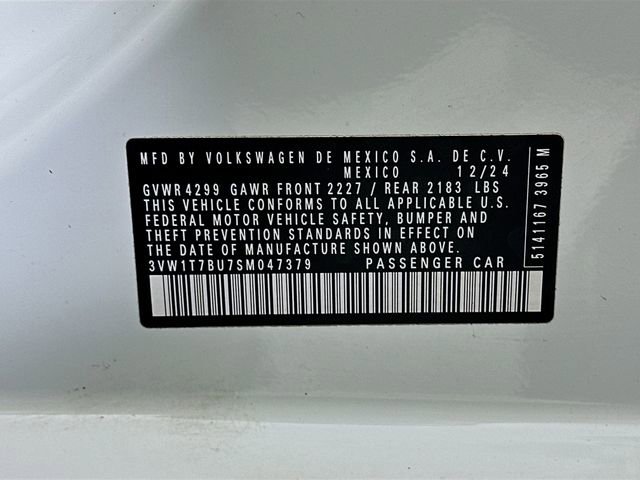 MFD BY VOLKSWAGEN DE MEXICO S.A. DE C.V.
MEXICO 12/24
GVWR 4299 GAWR FRONT 2227 / REAR 2183 LBS
THIS VEHICLE CONFORMS TO ALL APPLICABLE U.S.
FEDERAL MOTOR VEHICLE SAFETY, BUMPER AND
THEFT PREVENTION STANDARDS IN EFFECT ON
THE DATE OF MANUFACTURE SHOWN ABOVE.
3VW1T7BU7SM047379 PASSENGER CAR
5141167 3965 M